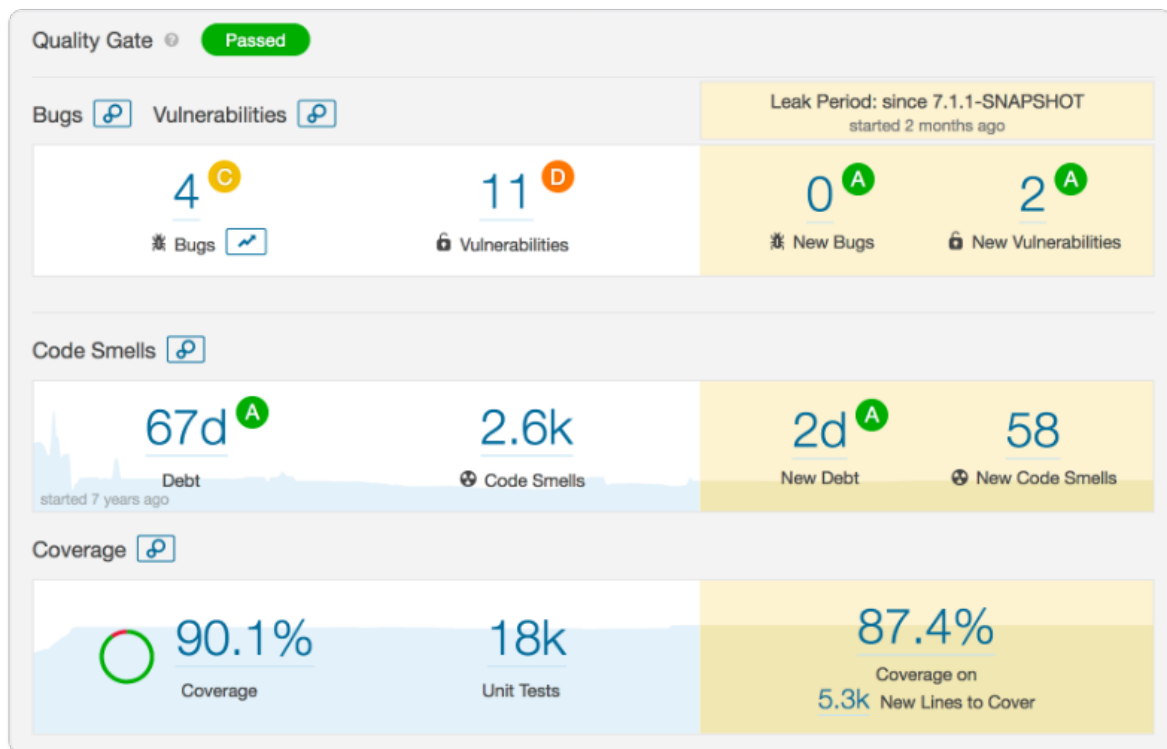 Quality Gate ? Passed
Bugs Vulnerabilities
Leak Period: since 7.1.1-SNAPSHOT
started 2 months ago
4 C 11 D 0 A 2 A
Bugs Vulnerabilities New Bugs New Vulnerabilities
Code Smells
67d A 2.6k 2d A 58
Debt Code Smells New Debt New Code Smells
started 7 years ago
Coverage
90.1% 18k 87.4%
Coverage Unit Tests Coverage on
5.3k New Lines to Cover